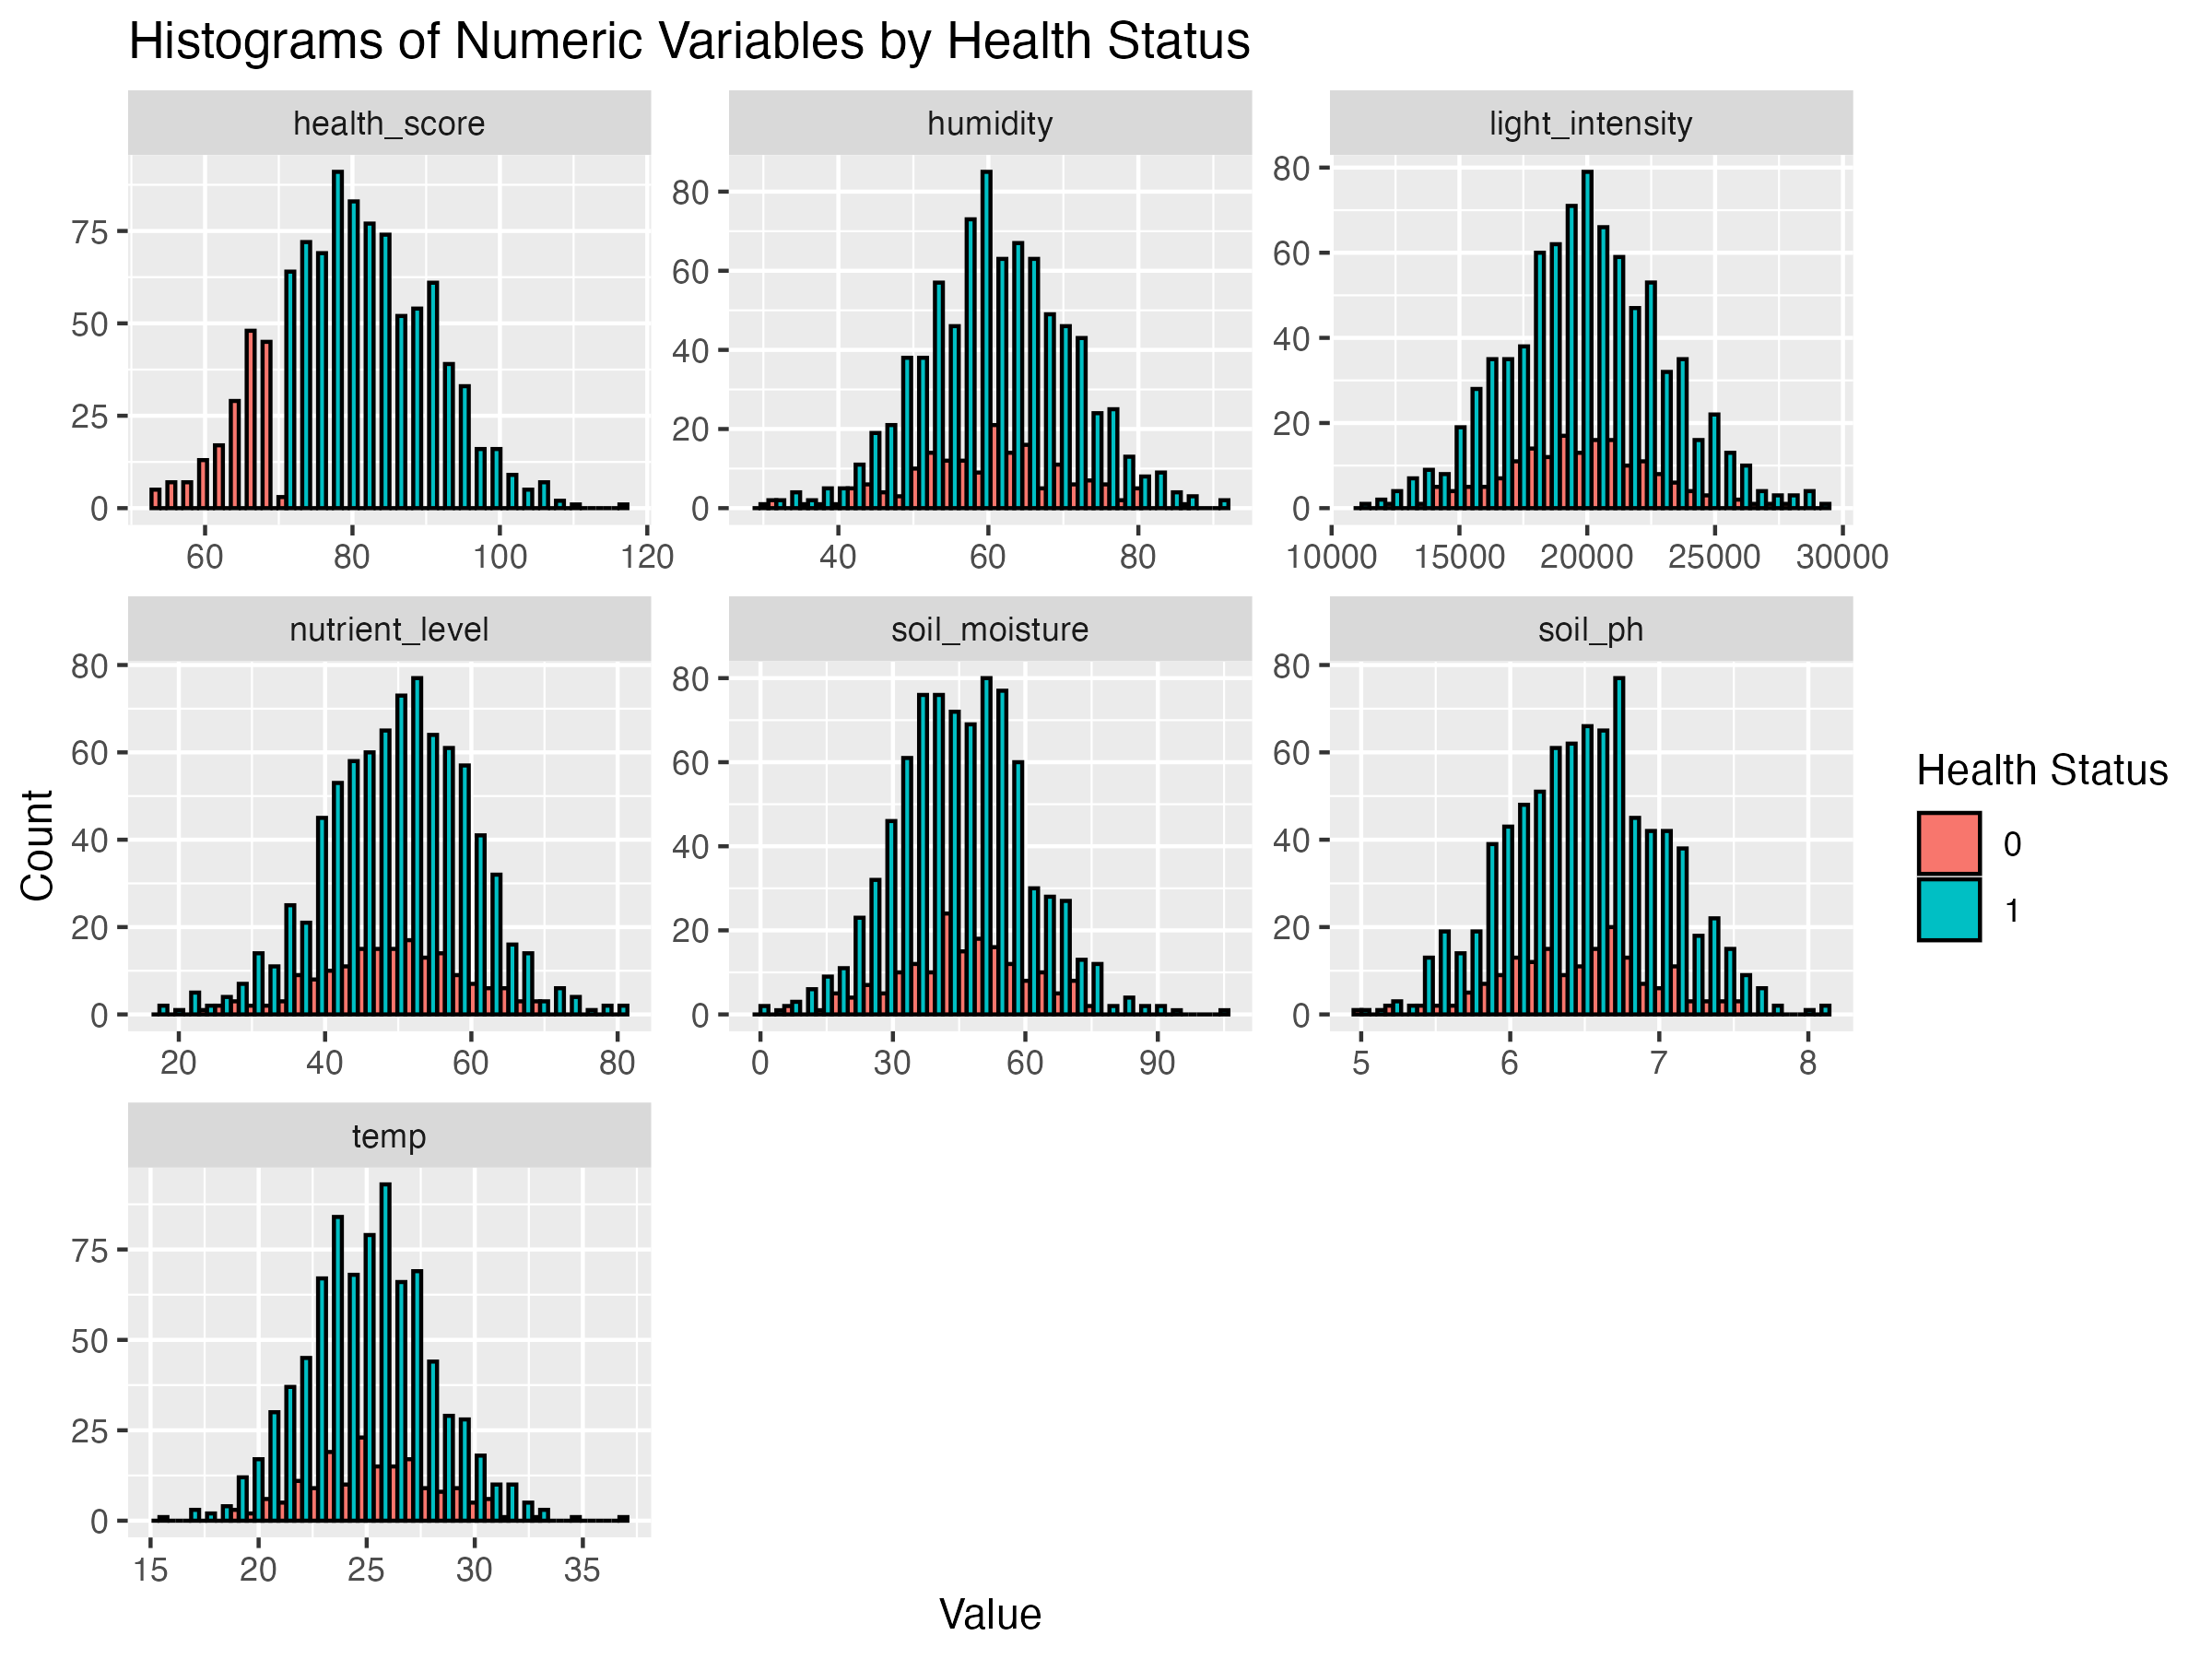 Histograms of Numeric Variables by Health Status
health_score
humidity
light_intensity
75
50
25
0
60 80 100 120
80
60
40
20
0
40 60 80
80
60
40
20
0
10000 15000 20000 25000 30000
nutrient_level
soil_moisture
soil_ph
80
60
40
20
0
20 40 60 80
80
60
40
20
0
0 30 60 90
80
60
40
20
0
5 6 7 8
temp
75
50
25
0
15 20 25 30 35
Count
Value
Health Status
0
1